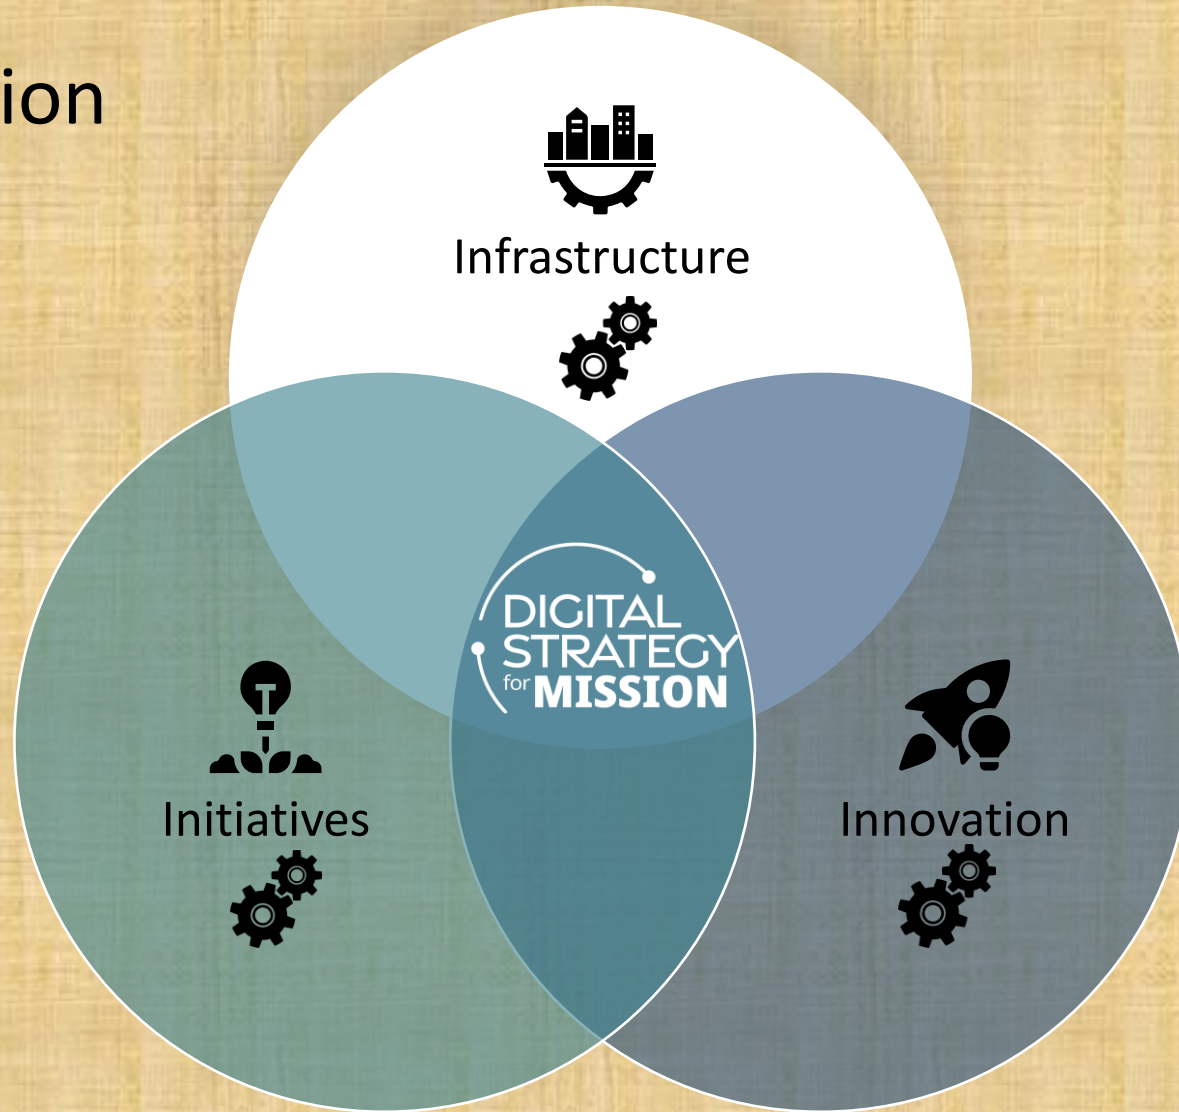 ion
Infrastructure
DIGITAL
STRATEGY
for MISSION
Initiatives
Innovation